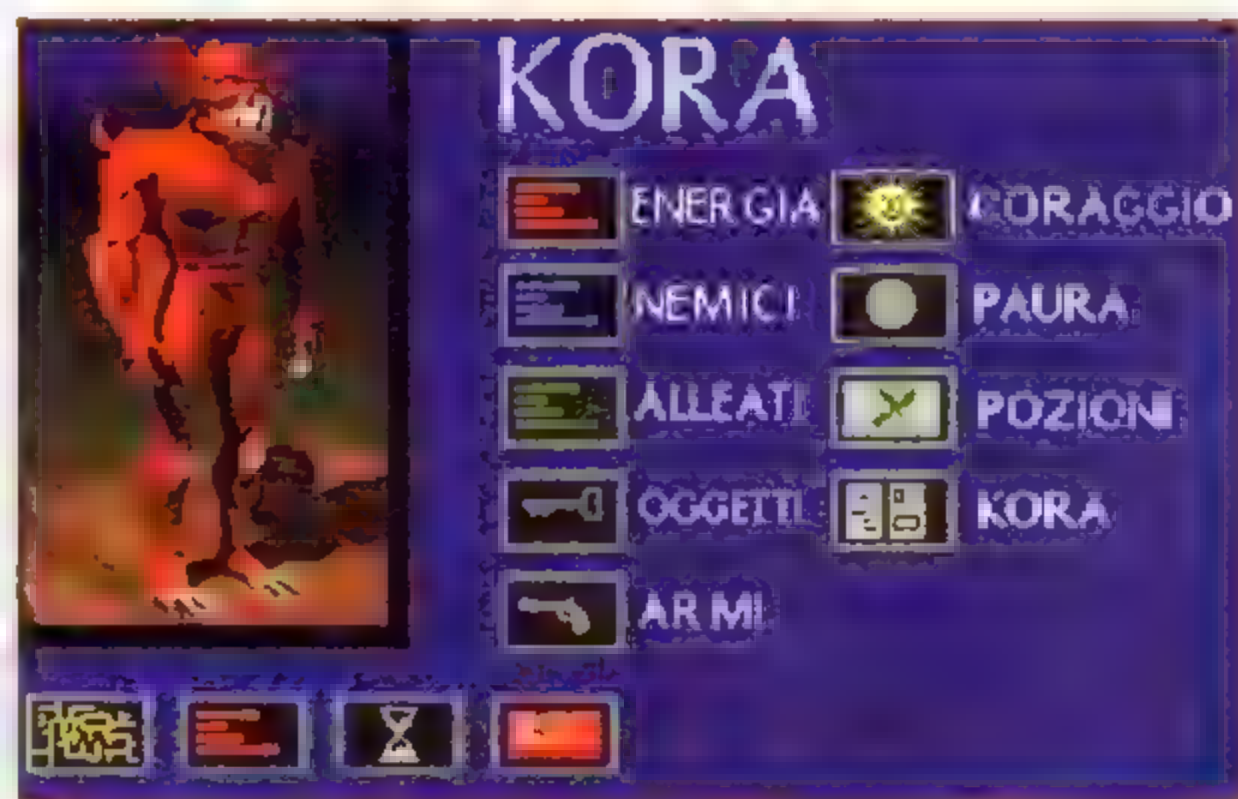 KORA
ENERGIA CORAGGIO
NEMICI PAURA
ALLEATI POZIONI
OGGETTI KORA
ARMI